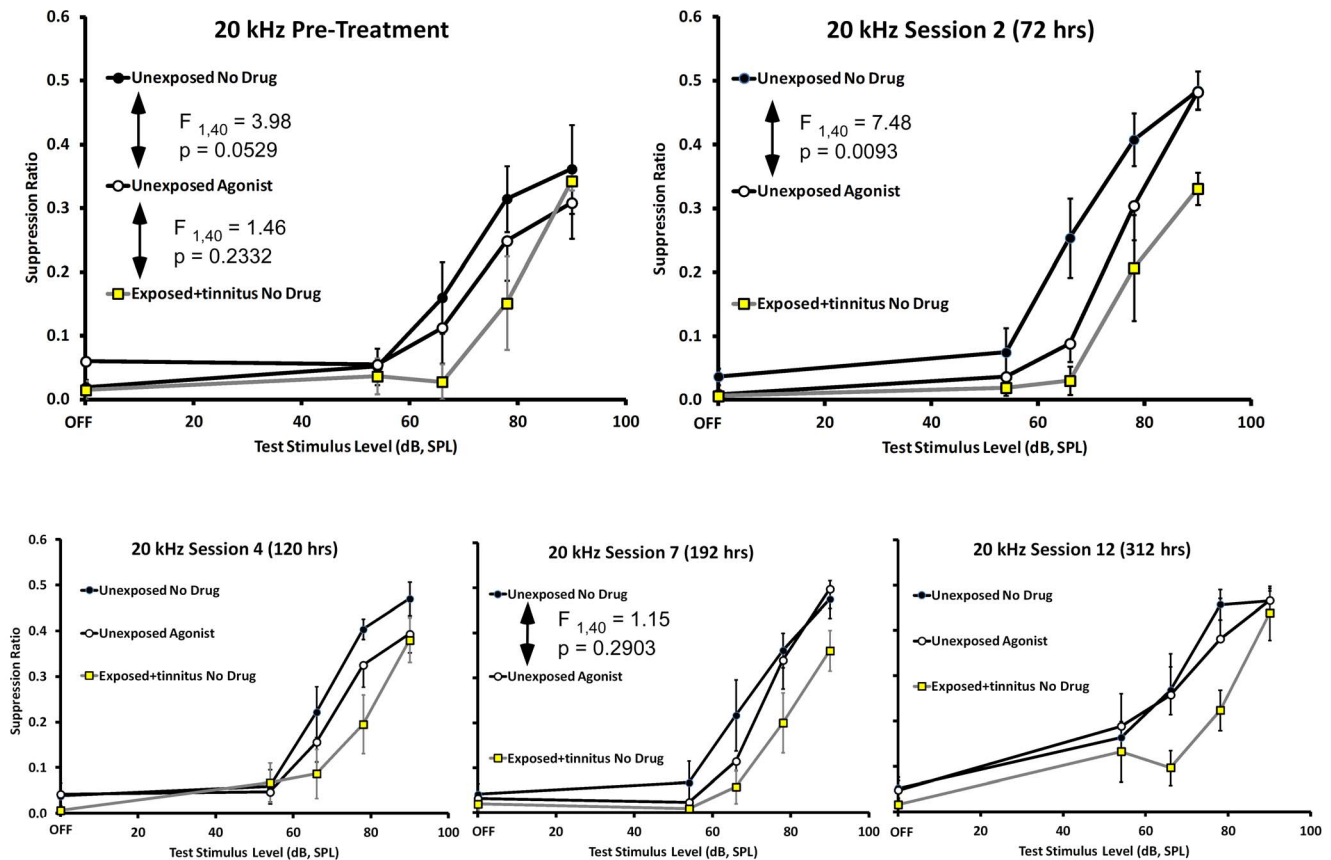 20 kHz Pre-Treatment
0.6
0.5
0.4
0.3
0.2
0.1
0.0
Suppression Ratio
Unexposed No Drug
F 1,40 = 3.98
p = 0.0529
Unexposed Agonist
F 1,40 = 1.46
p = 0.2332
Exposed+tinnitus No Drug
OFF 20 40 60 80 100
Test Stimulus Level (dB, SPL)
20 kHz Session 2 (72 hrs)
0.6
0.5
0.4
0.3
0.2
0.1
0.0
Suppression Ratio
Unexposed No Drug
F 1,40 = 7.48
p = 0.0093
Unexposed Agonist
Exposed+tinnitus No Drug
OFF 20 40 60 80 100
Test Stimulus Level (dB, SPL)
20 kHz Session 4 (120 hrs)
0.6
0.5
0.4
0.3
0.2
0.1
0.0
Suppression Ratio
Unexposed No Drug
Unexposed Agonist
Exposed+tinnitus No Drug
OFF 20 40 60 80 100
Test Stimulus Level (dB, SPL)
20 kHz Session 7 (192 hrs)
Unexposed No Drug
F 1,40 = 1.15
p = 0.2903
Unexposed Agonist
Exposed+tinnitus No Drug
OFF 20 40 60 80 100
Test Stimulus Level (dB, SPL)
20 kHz Session 12 (312 hrs)
Unexposed No Drug
Unexposed Agonist
Exposed+tinnitus No Drug
OFF 20 40 60 80 100
Test Stimulus Level (dB, SPL)